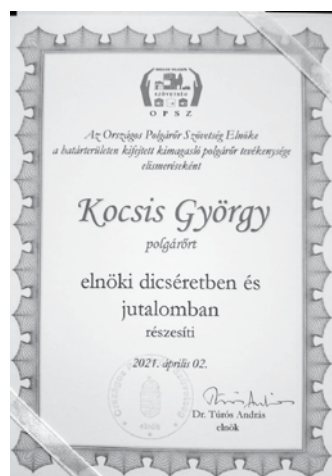 SZÖVETSÉG
OPSZ
Az Országos Polgárőr Szövetség Elnöke
a határterületen kifejtett kimagasló polgárőr tevékenysége
elismeréseként
Kocsis György
polgárőrt
elnöki dicséretben és
jutalomban
részesíti
2021. április 02.
Dr. Túrós András
elnök